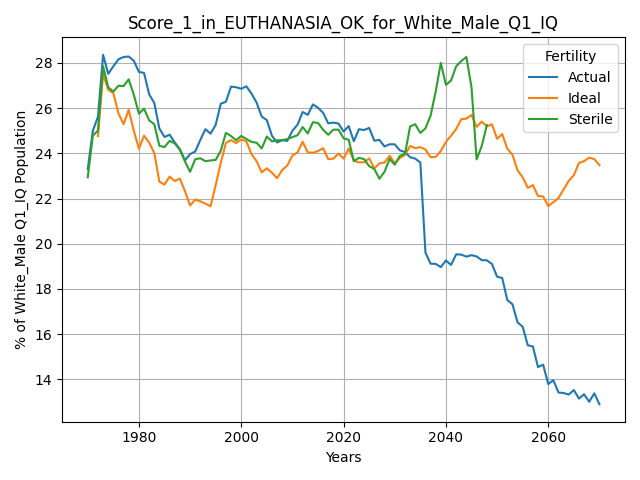 Score_1_in_EUTHANASIA_OK_for_White_Male_Q1_IQ
Fertility
Actual
Ideal
Sterile
% of White_Male Q1_IQ Population
28
26
24
22
20
18
16
14
1980
2000
2020
2040
2060
Years